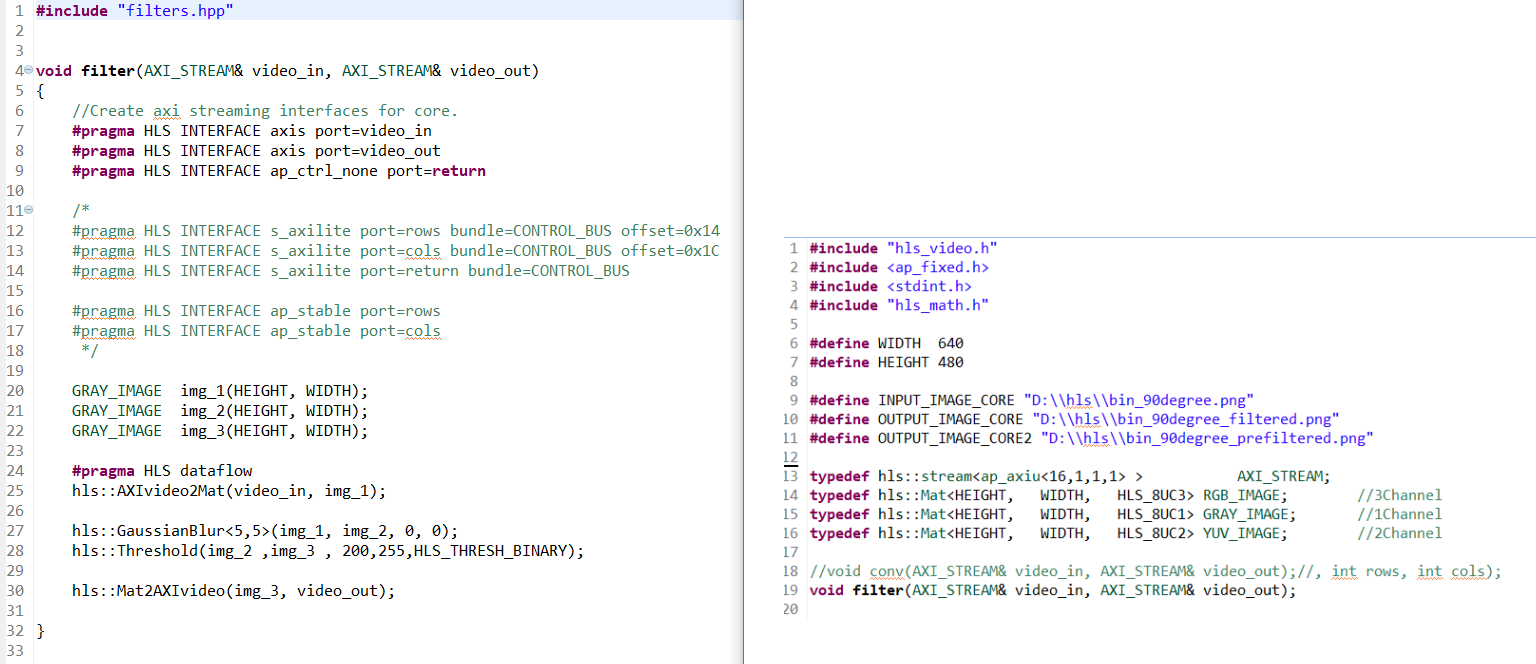 1 #include "filters.hpp"
2
3
4 void filter(AXI_STREAM& video_in, AXI_STREAM& video_out)
5 {
6 //Create axi streaming interfaces for core.
7 #pragma HLS INTERFACE axis port=video_in
8 #pragma HLS INTERFACE axis port=video_out
9 #pragma HLS INTERFACE ap_ctrl_none port=return
10
11 /*
12 #pragma HLS INTERFACE s_axilite port=rows bundle=CONTROL_BUS offset=0x14
13 #pragma HLS INTERFACE s_axilite port=cols bundle=CONTROL_BUS offset=0x1C
14 #pragma HLS INTERFACE s_axilite port=return bundle=CONTROL_BUS
15
16 #pragma HLS INTERFACE ap_stable port=rows
17 #pragma HLS INTERFACE ap_stable port=cols
18 */
19
20 GRAY_IMAGE img_1(HEIGHT, WIDTH);
21 GRAY_IMAGE img_2(HEIGHT, WIDTH);
22 GRAY_IMAGE img_3(HEIGHT, WIDTH);
23
24 #pragma HLS dataflow
25 hls::AXIvideo2Mat(video_in, img_1);
26
27 hls::GaussianBlur<5,5>(img_1, img_2, 0, 0);
28 hls::Threshold(img_2 ,img_3 , 200,255,HLS_THRESH_BINARY);
29
30 hls::Mat2AXIvideo(img_3, video_out);
31
32 }
33
1 #include "hls_video.h"
2 #include <ap_fixed.h>
3 #include <stdint.h>
4 #include "hls_math.h"
5
6 #define WIDTH 640
7 #define HEIGHT 480
8
9 #define INPUT_IMAGE_CORE "D:\\hls\\bin_90degree.png"
10 #define OUTPUT_IMAGE_CORE "D:\\hls\\bin_90degree_filtered.png"
11 #define OUTPUT_IMAGE_CORE2 "D:\\hls\\bin_90degree_prefiltered.png"
12
13 typedef hls::stream<ap_axiu<16,1,1,1> > AXI_STREAM;
14 typedef hls::Mat<HEIGHT, WIDTH, HLS_8UC3> RGB_IMAGE; //3Channel
15 typedef hls::Mat<HEIGHT, WIDTH, HLS_8UC1> GRAY_IMAGE; //1Channel
16 typedef hls::Mat<HEIGHT, WIDTH, HLS_8UC2> YUV_IMAGE; //2Channel
17
18 //void conv(AXI_STREAM& video_in, AXI_STREAM& video_out);//, int rows, int cols);
19 void filter(AXI_STREAM& video_in, AXI_STREAM& video_out);
20